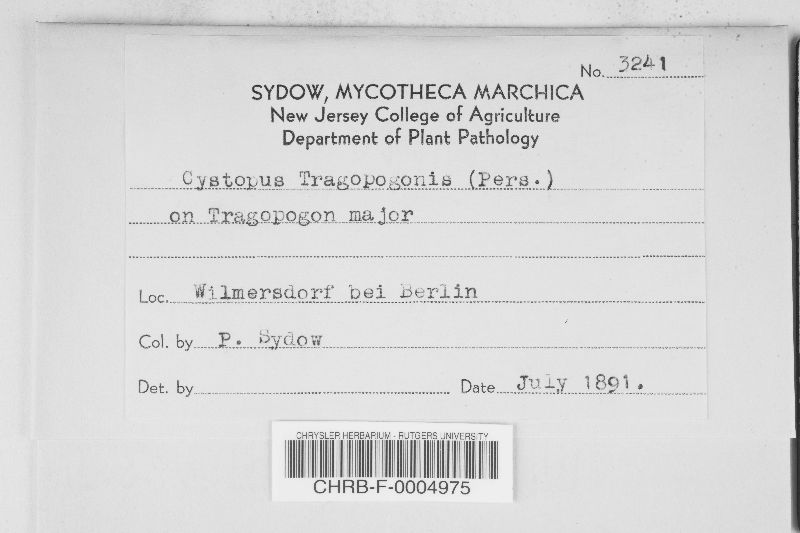 No. 3241
SYDOW, MYCOTHECA MARCHICA
New Jersey College of Agriculture
Department of Plant Pathology
Cystopus Tragopogonis (Pers.)
on Tragopogon major
Loc. Wilmersdorf bei Berlin
Col. by P. Sydow
Det. by
Date July 1891.
CHRYSLER HERBARIUM - RUTGERS UNIVERSITY
CHRB-F-0004975